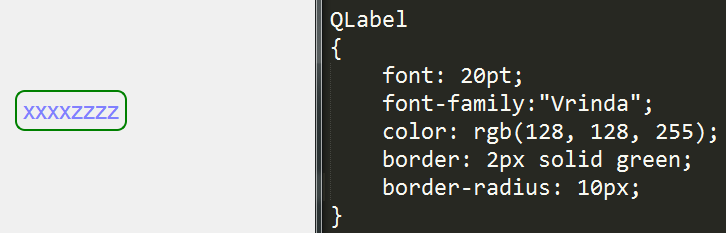 xxxxzzzz
QLabel
{
    font: 20pt;
    font-family:"Vrinda";
    color: rgb(128, 128, 255);
    border: 2px solid green;
    border-radius: 10px;
}